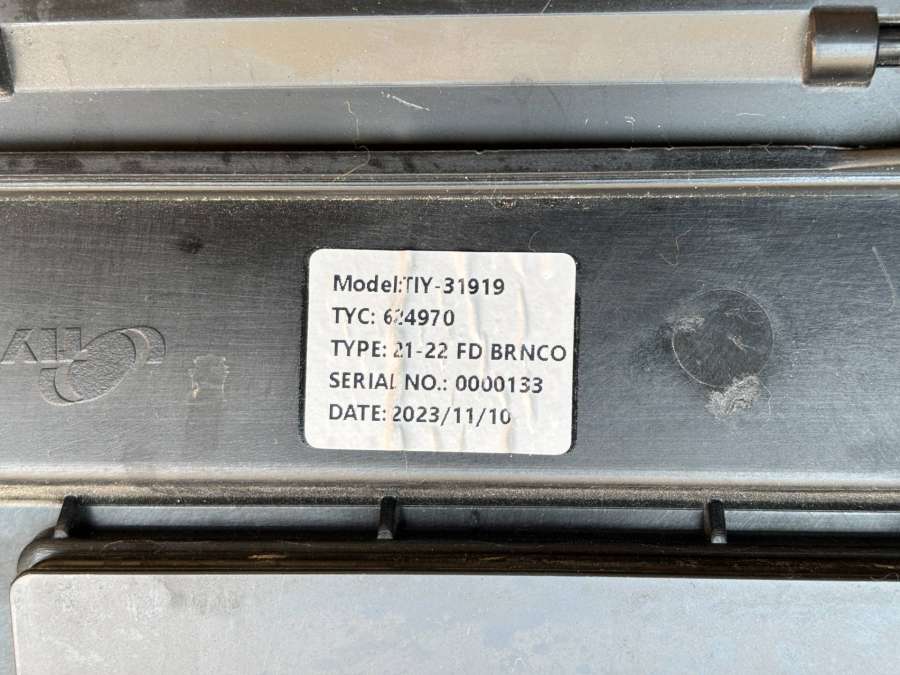 Model:TIY-31919
TYC: 624970
TYPE: 21-22 FD BRNCO
SERIAL NO.: 0000133
DATE: 2023/11/10